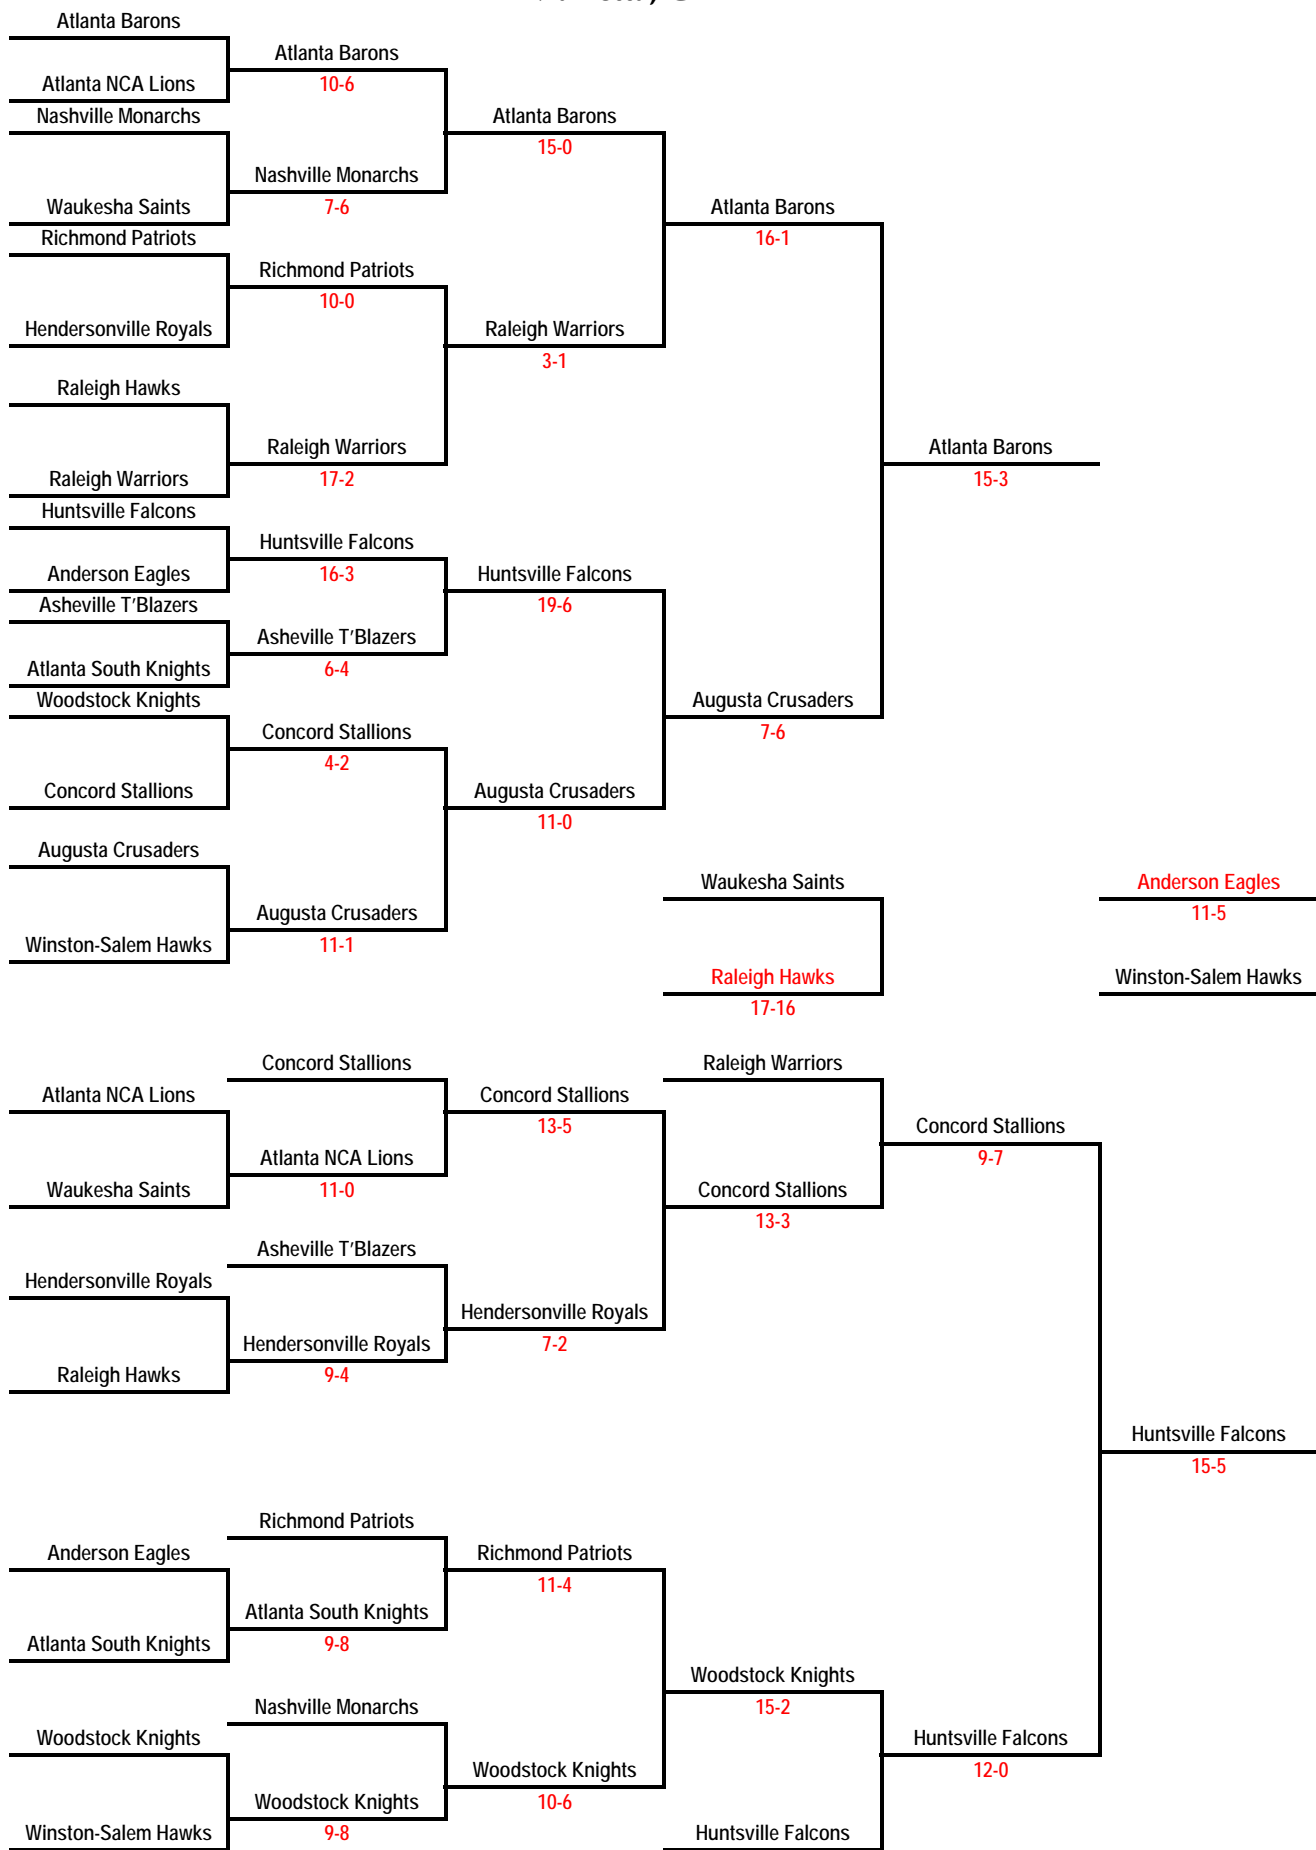 Atlanta Barons
Atlanta Barons
Atlanta NCA Lions
10-6
Nashville Monarchs
Atlanta Barons
15-0
Nashville Monarchs
Waukesha Saints
7-6
Atlanta Barons
Richmond Patriots
16-1
Richmond Patriots
10-0
Hendersonville Royals
Raleigh Warriors
3-1
Raleigh Hawks
Raleigh Warriors
Atlanta Barons
Raleigh Warriors
17-2
15-3
Huntsville Falcons
Huntsville Falcons
Anderson Eagles
16-3
Huntsville Falcons
Asheville T'Blazers
19-6
Asheville T'Blazers
Atlanta South Knights
6-4
Woodstock Knights
Augusta Crusaders
Concord Stallions
7-6
4-2
Concord Stallions
Augusta Crusaders
11-0
Augusta Crusaders
Waukesha Saints
Anderson Eagles
Augusta Crusaders
11-5
Winston-Salem Hawks
11-1
Raleigh Hawks
Winston-Salem Hawks
17-16
Concord Stallions
Raleigh Warriors
Atlanta NCA Lions
Concord Stallions
13-5
Concord Stallions
Atlanta NCA Lions
9-7
Waukesha Saints
11-0
Concord Stallions
13-3
Asheville T'Blazers
Hendersonville Royals
Hendersonville Royals
Hendersonville Royals
7-2
Raleigh Hawks
9-4
Huntsville Falcons
15-5
Richmond Patriots
Anderson Eagles
Richmond Patriots
11-4
Atlanta South Knights
Atlanta South Knights
9-8
Woodstock Knights
Nashville Monarchs
15-2
Woodstock Knights
Huntsville Falcons
Woodstock Knights
12-0
Woodstock Knights
10-6
Winston-Salem Hawks
9-8
Huntsville Falcons